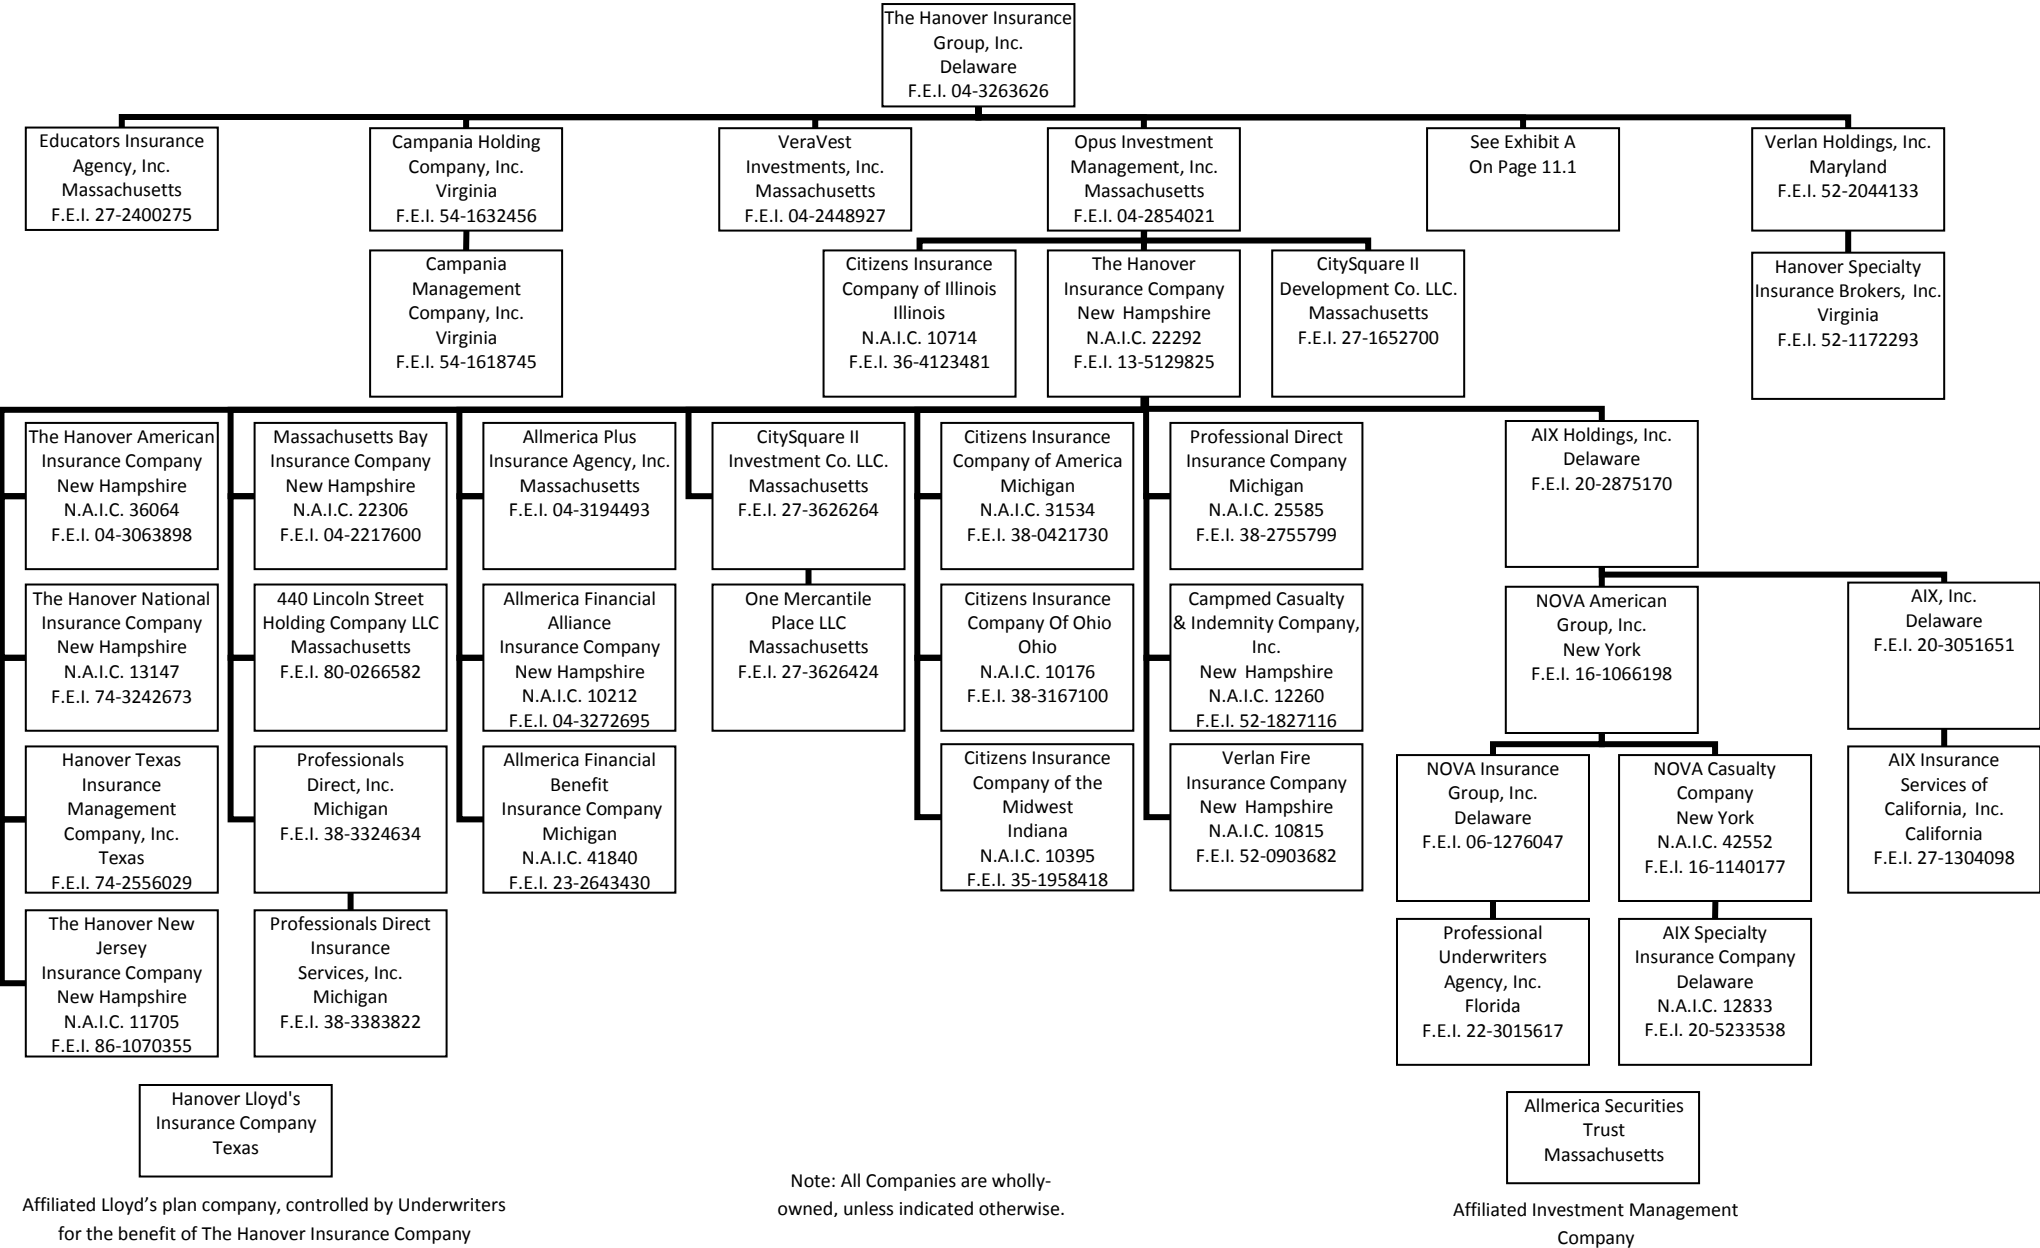 The Hanover Insurance
Group, Inc.
Delaware
F.E.I. 04-3263626
Educators Insurance
Agency, Inc.
Massachusetts
F.E.I. 27-2400275
Campania Holding
Company, Inc.
Virginia
F.E.I. 54-1632456
VeraVest
Investments, Inc.
Massachusetts
F.E.I. 04-2448927
Opus Investment
Management, Inc.
Massachusetts
F.E.I. 04-2854021
See Exhibit A
On Page 11.1
Verlan Holdings, Inc.
Maryland
F.E.I. 52-2044133
Campania
Management
Company, Inc.
Virginia
F.E.I. 54-1618745
Citizens Insurance
Company of Illinois
Illinois
N.A.I.C. 10714
F.E.I. 36-4123481
The Hanover
Insurance Company
New Hampshire
N.A.I.C. 22292
F.E.I. 13-5129825
CitySquare II
Development Co. LLC.
Massachusetts
F.E.I. 27-1652700
Hanover Specialty
Insurance Brokers, Inc.
Virginia
F.E.I. 52-1172293
The Hanover American
Insurance Company
New Hampshire
N.A.I.C. 36064
F.E.I. 04-3063898
Massachusetts Bay
Insurance Company
New Hampshire
N.A.I.C. 22306
F.E.I. 04-2217600
Allmerica Plus
Insurance Agency, Inc.
Massachusetts
F.E.I. 04-3194493
CitySquare II
Investment Co. LLC.
Massachusetts
F.E.I. 27-3626264
Citizens Insurance
Company of America
Michigan
N.A.I.C. 31534
F.E.I. 38-0421730
Professional Direct
Insurance Company
Michigan
N.A.I.C. 25585
F.E.I. 38-2755799
AIX Holdings, Inc.
Delaware
F.E.I. 20-2875170
The Hanover National
Insurance Company
New Hampshire
N.A.I.C. 13147
F.E.I. 74-3242673
440 Lincoln Street
Holding Company LLC
Massachusetts
F.E.I. 80-0266582
Allmerica Financial
Alliance
Insurance Company
New Hampshire
N.A.I.C. 10212
F.E.I. 04-3272695
One Mercantile
Place LLC
Massachusetts
F.E.I. 27-3626424
Citizens Insurance
Company Of Ohio
Ohio
N.A.I.C. 10176
F.E.I. 38-3167100
Campmed Casualty
& Indemnity Company,
Inc.
New Hampshire
N.A.I.C. 12260
F.E.I. 52-1827116
NOVA American
Group, Inc.
New York
F.E.I. 16-1066198
AIX, Inc.
Delaware
F.E.I. 20-3051651
Hanover Texas
Insurance
Management
Company, Inc.
Texas
F.E.I. 74-2556029
Professionals
Direct, Inc.
Michigan
F.E.I. 38-3324634
Allmerica Financial
Benefit
Insurance Company
Michigan
N.A.I.C. 41840
F.E.I. 23-2643430
Citizens Insurance
Company of the
Midwest
Indiana
N.A.I.C. 10395
F.E.I. 35-1958418
Verlan Fire
Insurance Company
New Hampshire
N.A.I.C. 10815
F.E.I. 52-0903682
NOVA Insurance
Group, Inc.
Delaware
F.E.I. 06-1276047
NOVA Casualty
Company
New York
N.A.I.C. 42552
F.E.I. 16-1140177
AIX Insurance
Services of
California, Inc.
California
F.E.I. 27-1304098
The Hanover New
Jersey
Insurance Company
New Hampshire
N.A.I.C. 11705
F.E.I. 86-1070355
Professionals Direct
Insurance
Services, Inc.
Michigan
F.E.I. 38-3383822
Professional
Underwriters
Agency, Inc.
Florida
F.E.I. 22-3015617
AIX Specialty
Insurance Company
Delaware
N.A.I.C. 12833
F.E.I. 20-5233538
Hanover Lloyd's
Insurance Company
Texas
Affiliated Lloyd’s plan company, controlled by Underwriters
for the benefit of The Hanover Insurance Company
Note: All Companies are wholly-
owned, unless indicated otherwise.
Allmerica Securities
Trust
Massachusetts
Affiliated Investment Management
Company